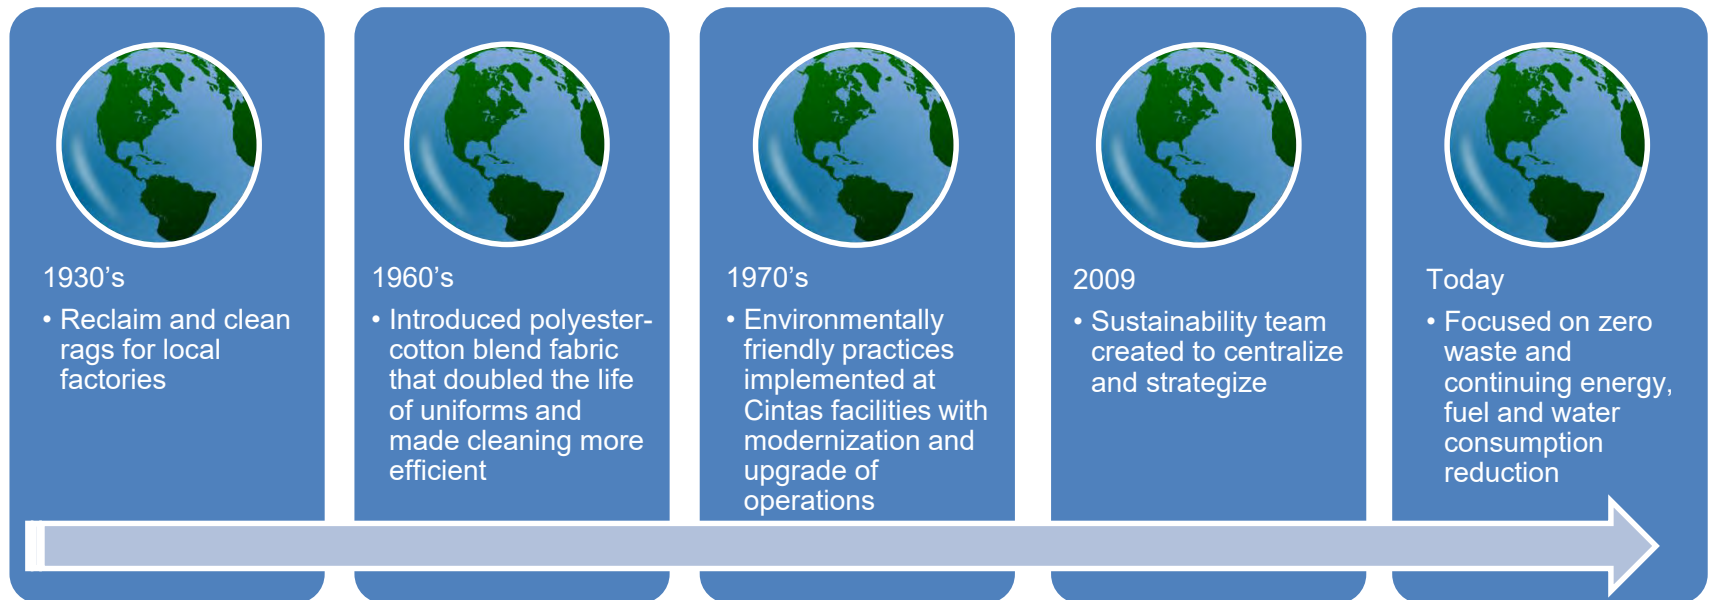 1930’s
• Reclaim and clean
rags for local
factories
1960’s
• Introduced polyester-
cotton blend fabric
that doubled the life
of uniforms and
made cleaning more
efficient
1970’s
• Environmentally
friendly practices
implemented at
Cintas facilities with
modernization and
upgrade of
operations
2009
• Sustainability team
created to centralize
and strategize
Today
• Focused on zero
waste and
continuing energy,
fuel and water
consumption
reduction